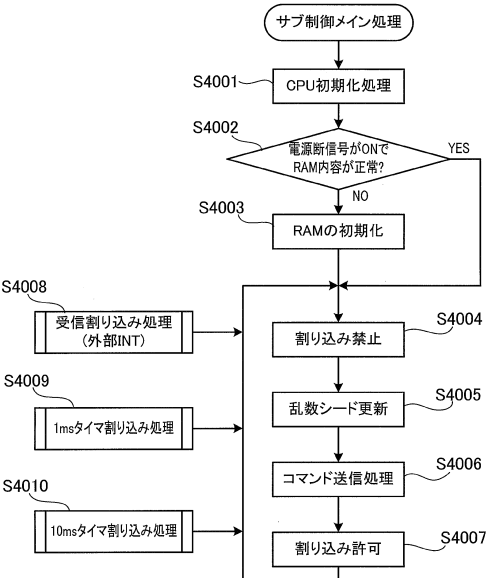 サブ制御メイン処理
S4001
CPU初期化処理
S4002
電源断信号がONで
RAM内容が正常?
YES
NO
S4003
RAMの初期化
S4008
受信割り込み処理
(外部INT)
S4004
割り込み禁止
S4009
1msタイマ割り込み処理
S4005
乱数シード更新
S4006
コマンド送信処理
S4010
10msタイマ割り込み処理
S4007
割り込み許可